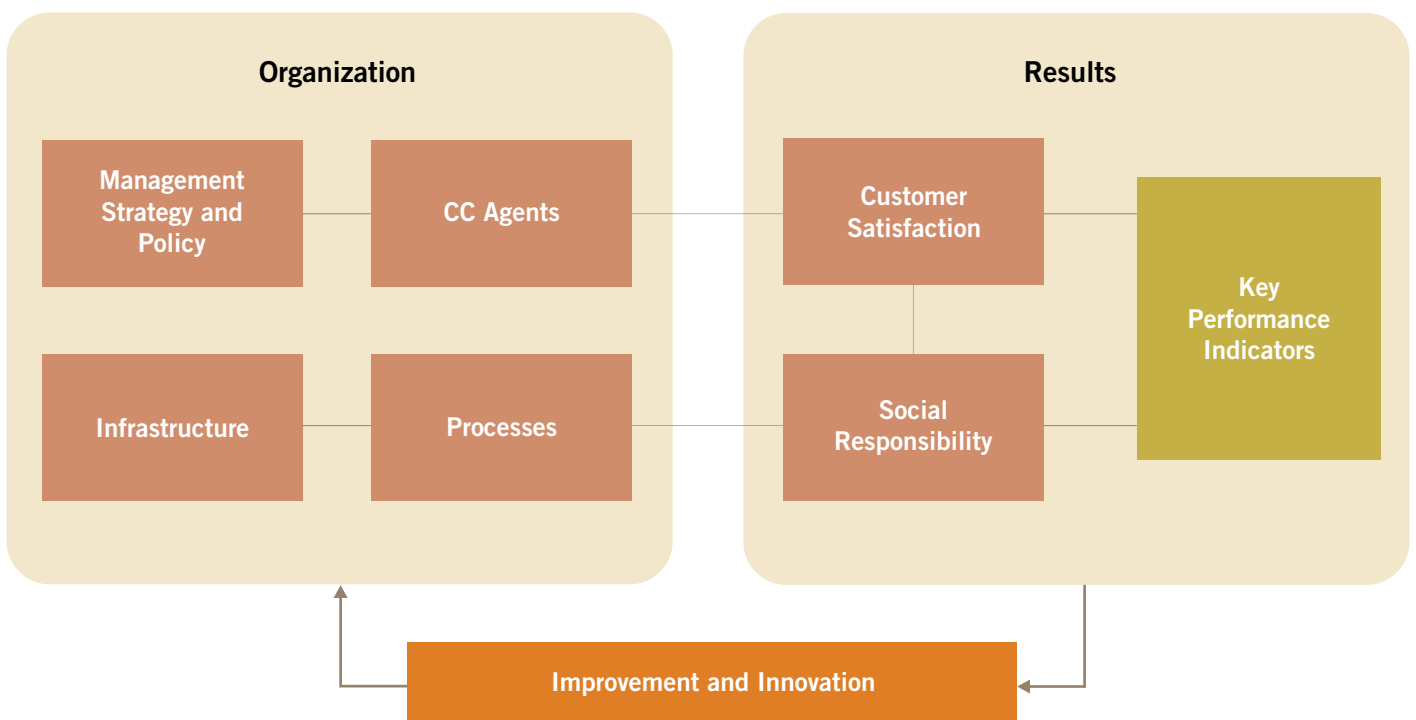 Organization
Management
Strategy and
Policy
CC Agents
Infrastructure
Processes
Results
Customer
Satisfaction
Social
Responsibility
Key
Performance
Indicators
Improvement and Innovation